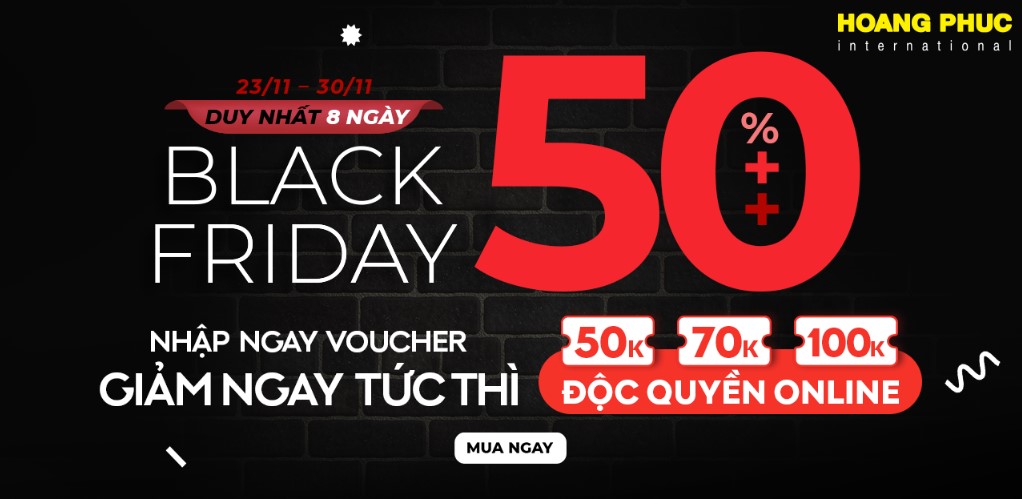 HOANG PHUC
international
23/11 – 30/11
DUY NHẤT 8 NGÀY
BLACK
FRIDAY
50
%
+
+
NHẬP NGAY VOUCHER
GIẢM NGAY TỨC THÌ
50K 70K 100K
ĐỘC QUYỀN ONLINE
MUA NGAY